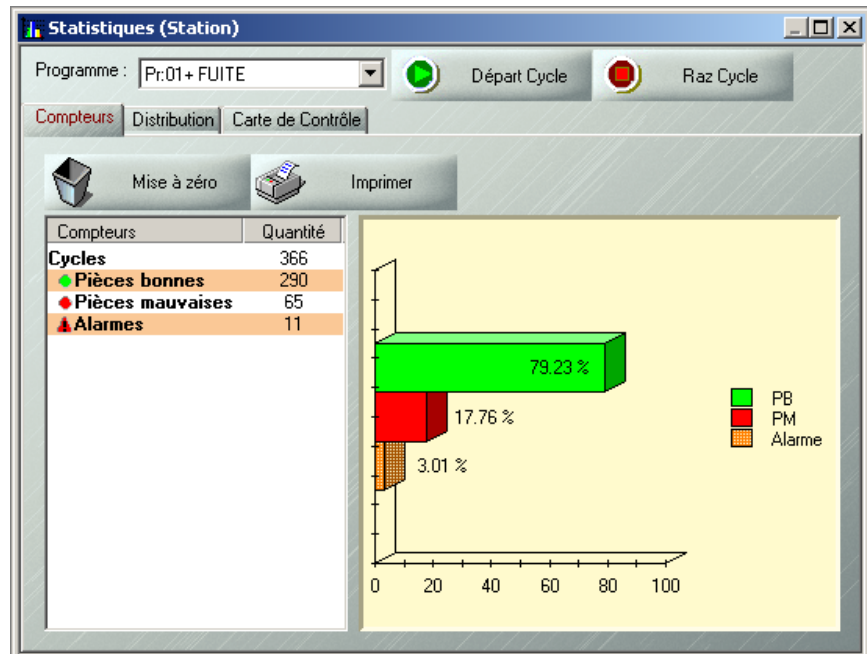 Statistiques (Station)
Programme : Pr:01+ FUITE Départ Cycle Raz Cycle
Compteurs Distribution Carte de Contrôle
Mise à zéro Imprimer
Compteurs Quantité
Cycles 366
Pièces bonnes 290
Pièces mauvaises 65
Alarmes 11
79.23 %
17.76 %
3.01 %
PB
PM
Alarme
0 20 40 60 80 100